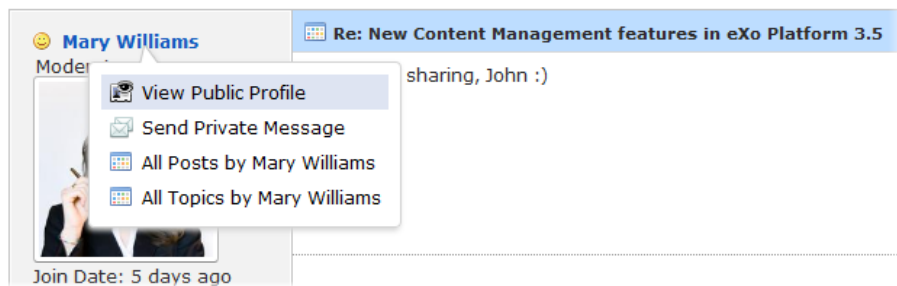 Mary Williams
Re: New Content Management features in eXo Platform 3.5
sharing, John :)
View Public Profile
Send Private Message
All Posts by Mary Williams
All Topics by Mary Williams
Join Date: 5 days ago